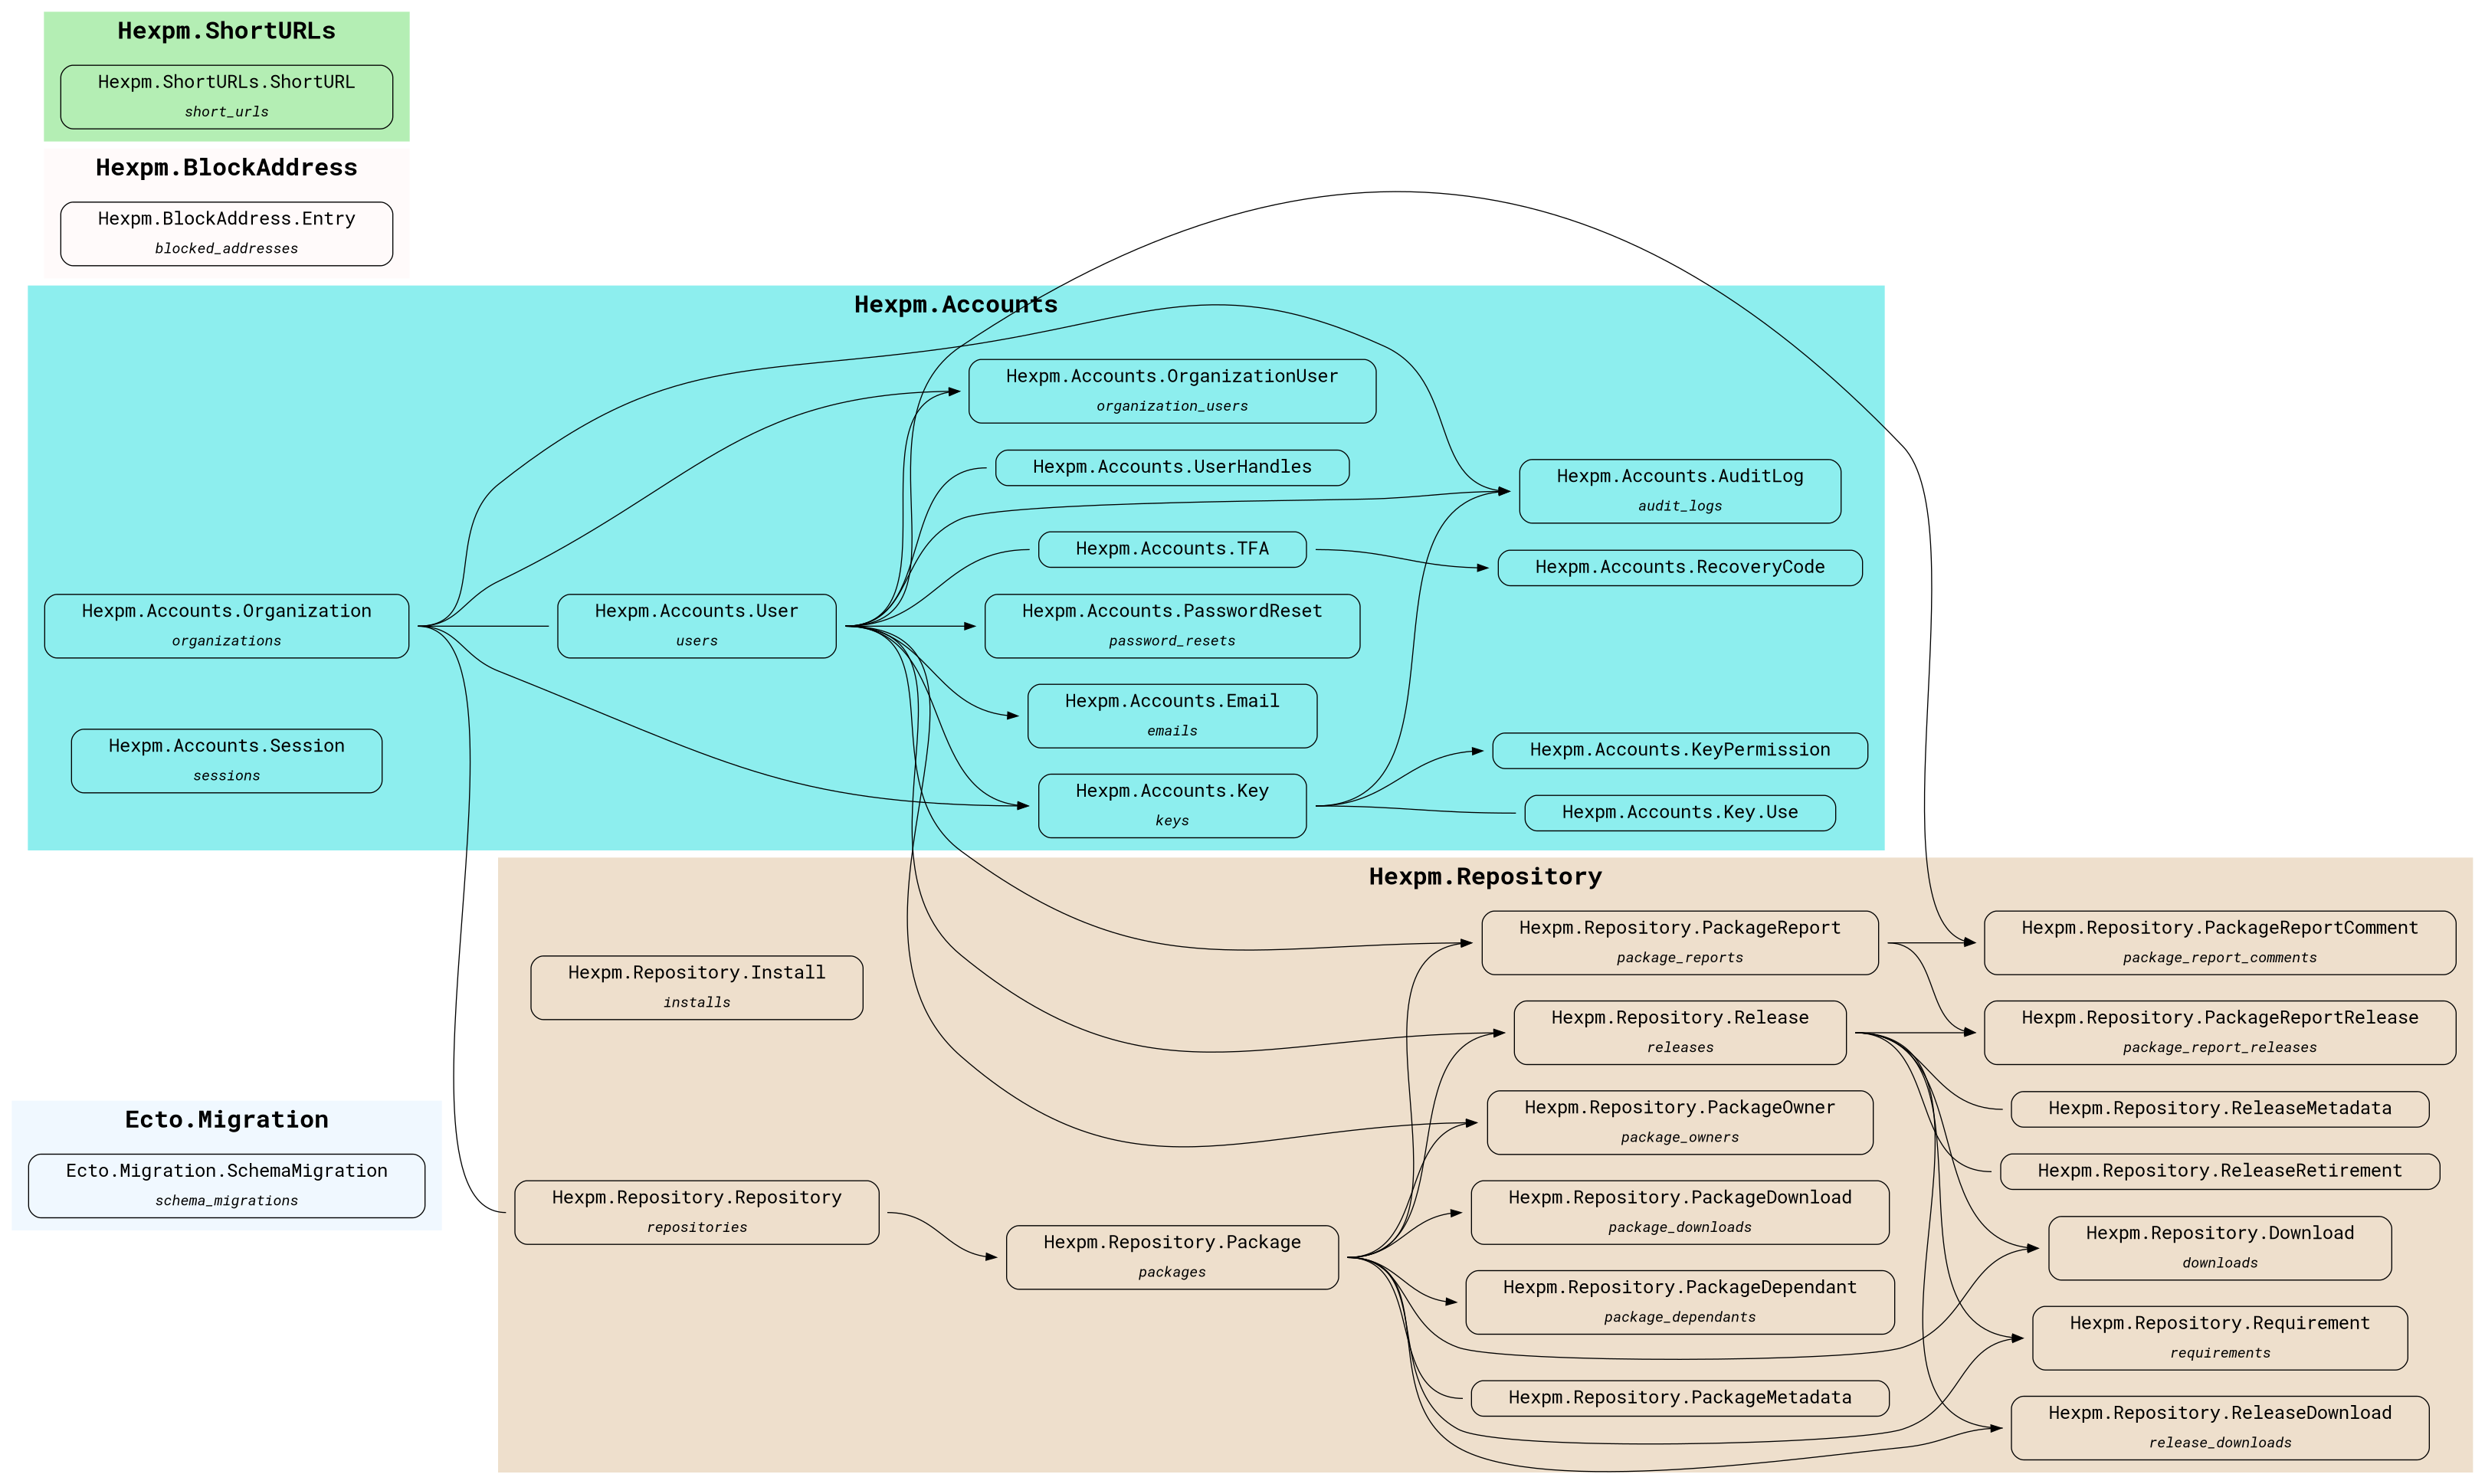 Hexpm.ShortURLs
Hexpm.ShortURLs.ShortURL
short_urls
Hexpm.BlockAddress
Hexpm.BlockAddress.Entry
blocked_addresses
Hexpm.Accounts
Hexpm.Accounts.Organization
organizations
Hexpm.Accounts.Session
sessions
Hexpm.Accounts.User
users
Hexpm.Accounts.OrganizationUser
organization_users
Hexpm.Accounts.UserHandles
Hexpm.Accounts.TFA
Hexpm.Accounts.PasswordReset
password_resets
Hexpm.Accounts.Email
emails
Hexpm.Accounts.Key
keys
Hexpm.Accounts.AuditLog
audit_logs
Hexpm.Accounts.RecoveryCode
Hexpm.Accounts.KeyPermission
Hexpm.Accounts.Key.Use
Ecto.Migration
Ecto.Migration.SchemaMigration
schema_migrations
Hexpm.Repository
Hexpm.Repository.Install
installs
Hexpm.Repository.Repository
repositories
Hexpm.Repository.Package
packages
Hexpm.Repository.PackageReport
package_reports
Hexpm.Repository.Release
releases
Hexpm.Repository.PackageOwner
package_owners
Hexpm.Repository.PackageDownload
package_downloads
Hexpm.Repository.PackageDependant
package_dependants
Hexpm.Repository.PackageMetadata
Hexpm.Repository.PackageReportComment
package_report_comments
Hexpm.Repository.PackageReportRelease
package_report_releases
Hexpm.Repository.ReleaseMetadata
Hexpm.Repository.ReleaseRetirement
Hexpm.Repository.Download
downloads
Hexpm.Repository.Requirement
requirements
Hexpm.Repository.ReleaseDownload
release_downloads